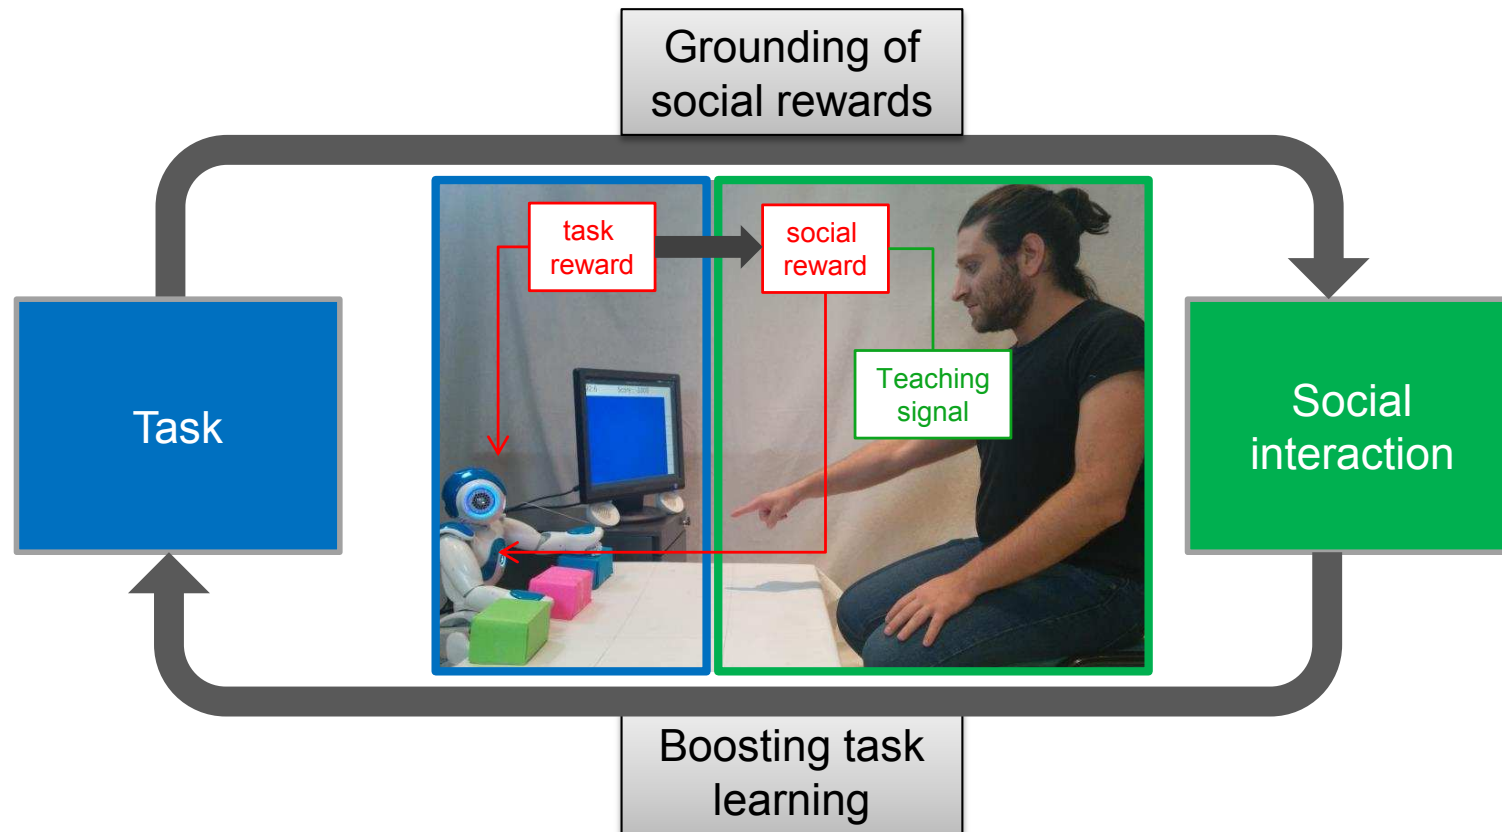 Grounding of
social rewards
task
reward
social
reward
Teaching
signal
Task
Social
interaction
Boosting task
learning